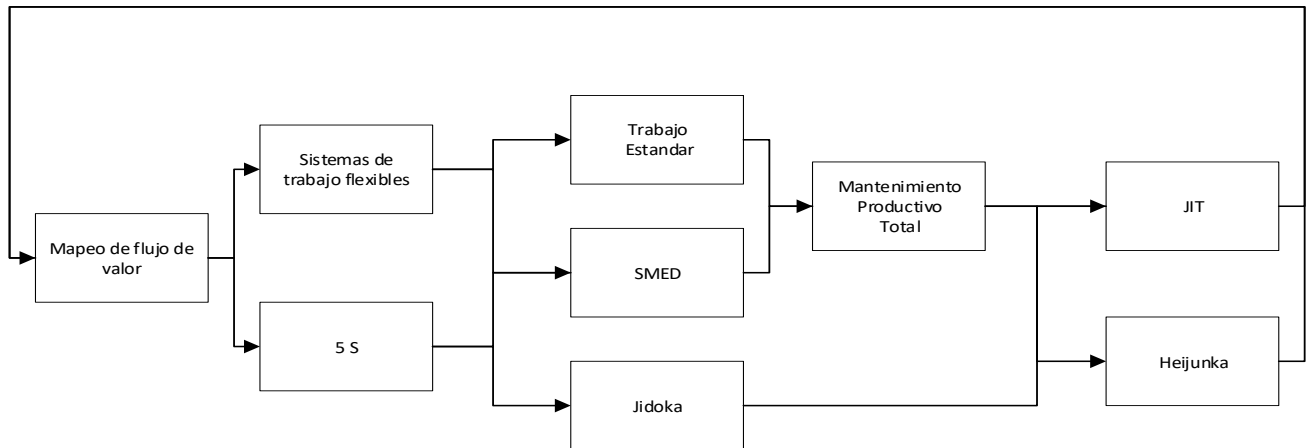 Mapeo de flujo de
valor
Sistemas de
trabajo flexibles
5 S
Trabajo
Estandar
SMED
Jidoka
Mantenimiento
Productivo
Total
JIT
Heijunka